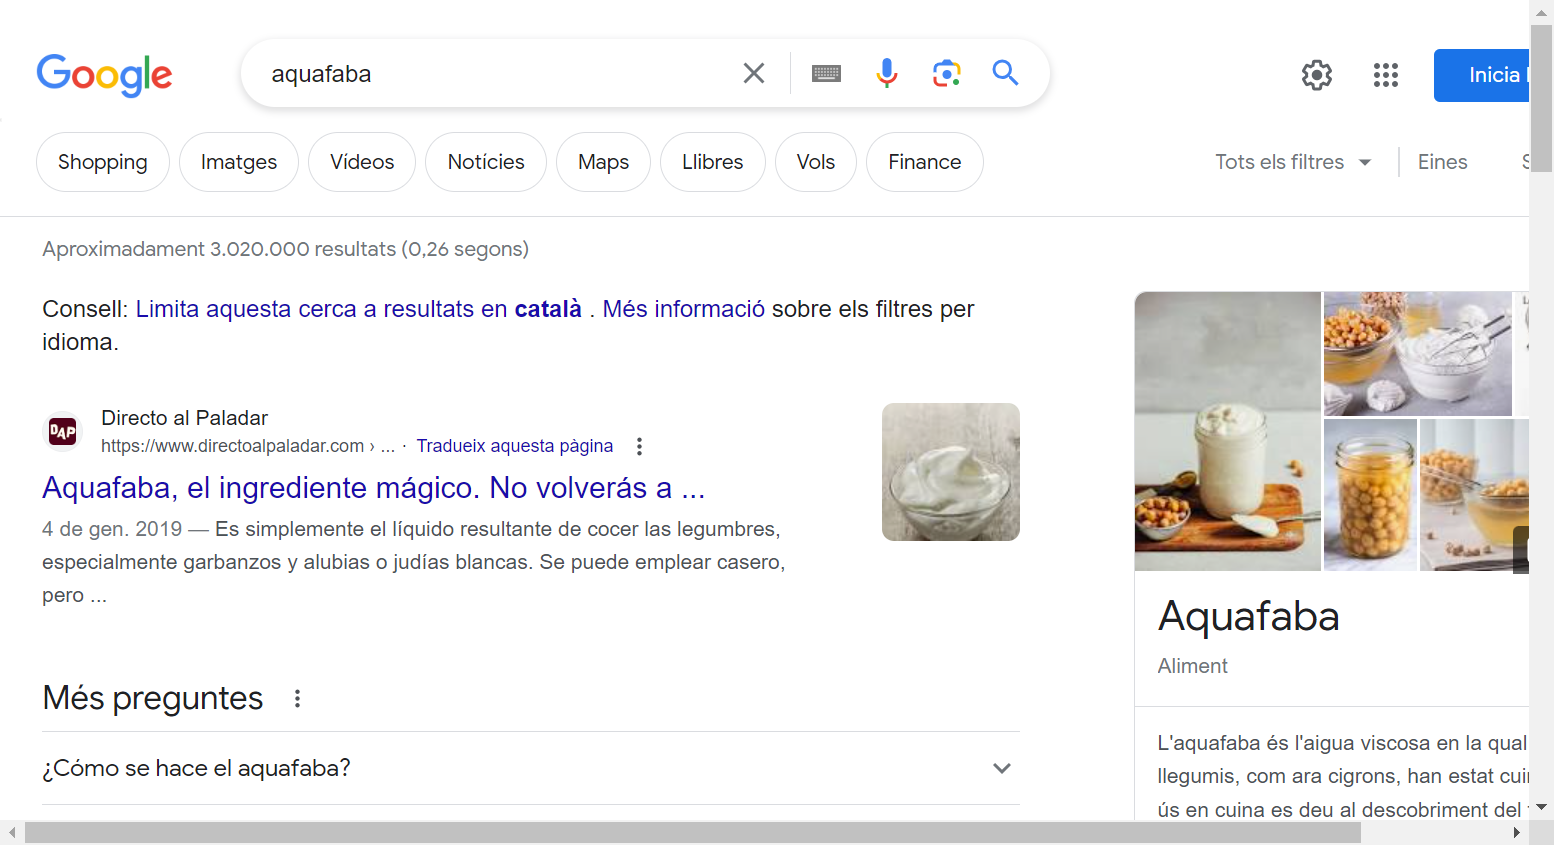 Google
aquafaba
Inicia
Shopping
Imatges
Vídeos
Notícies
Maps
Llibres
Vols
Finance
Tots els filtres
Eines
Aproximadament 3.020.000 resultats (0,26 segons)
Consell: Limita aquesta cerca a resultats en català . Més informació sobre els filtres per
idioma.
DAP
Directo al Paladar
https://www.directoalpaladar.com › ... · Tradueix aquesta pàgina
Aquafaba, el ingrediente mágico. No volverás a ...
4 de gen. 2019 — Es simplemente el líquido resultante de cocer las legumbres,
especialmente garbanzos y alubias o judías blancas. Se puede emplear casero,
pero ...
Més preguntes
¿Cómo se hace el aquafaba?
Aquafaba
Aliment
L'aquafaba és l'aigua viscosa en la qual
llegumis, com ara cigrons, han estat cui
ús en cuina es deu al descobriment del